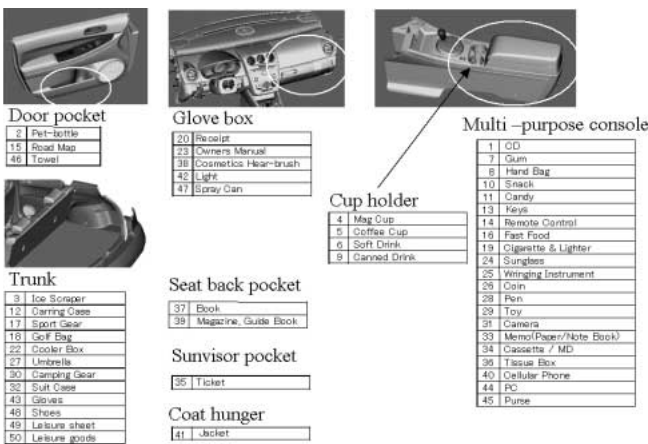 Door pocket
2 Pet-bottle
15 Road Map
46 Towel
Glove box
20 Receipt
23 Owners Manual
38 Cosmetics Hear-brush
42 Light
47 Spray Can
Cup holder
4 Mag Cup
5 Coffee Cup
6 Soft Drink
9 Canned Drink
Multi –purpose console
1 CD
7 Gum
8 Hand Bag
10 Snack
11 Candy
13 Keys
14 Remote Control
16 Fast Food
19 Cigarette & Lighter
24 Sunglass
25 Wringing Instrument
26 Coin
28 Pen
29 Toy
31 Camera
33 Memo(Paper/Note Book)
34 Cassette / MD
36 Tissue Box
40 Cellular Phone
44 PC
45 Purse
Trunk
3 Ice Scraper
12 Carring Case
17 Sport Gear
18 Golf Bag
22 Cooler Box
27 Umbrella
30 Camping Gear
32 Suit Case
43 Gloves
48 Shoes
49 Leisure sheet
50 Leisure goods
Seat back pocket
37 Book
39 Magazine, Guide Book
Sunvisor pocket
35 Ticket
Coat hunger
41 Jacket